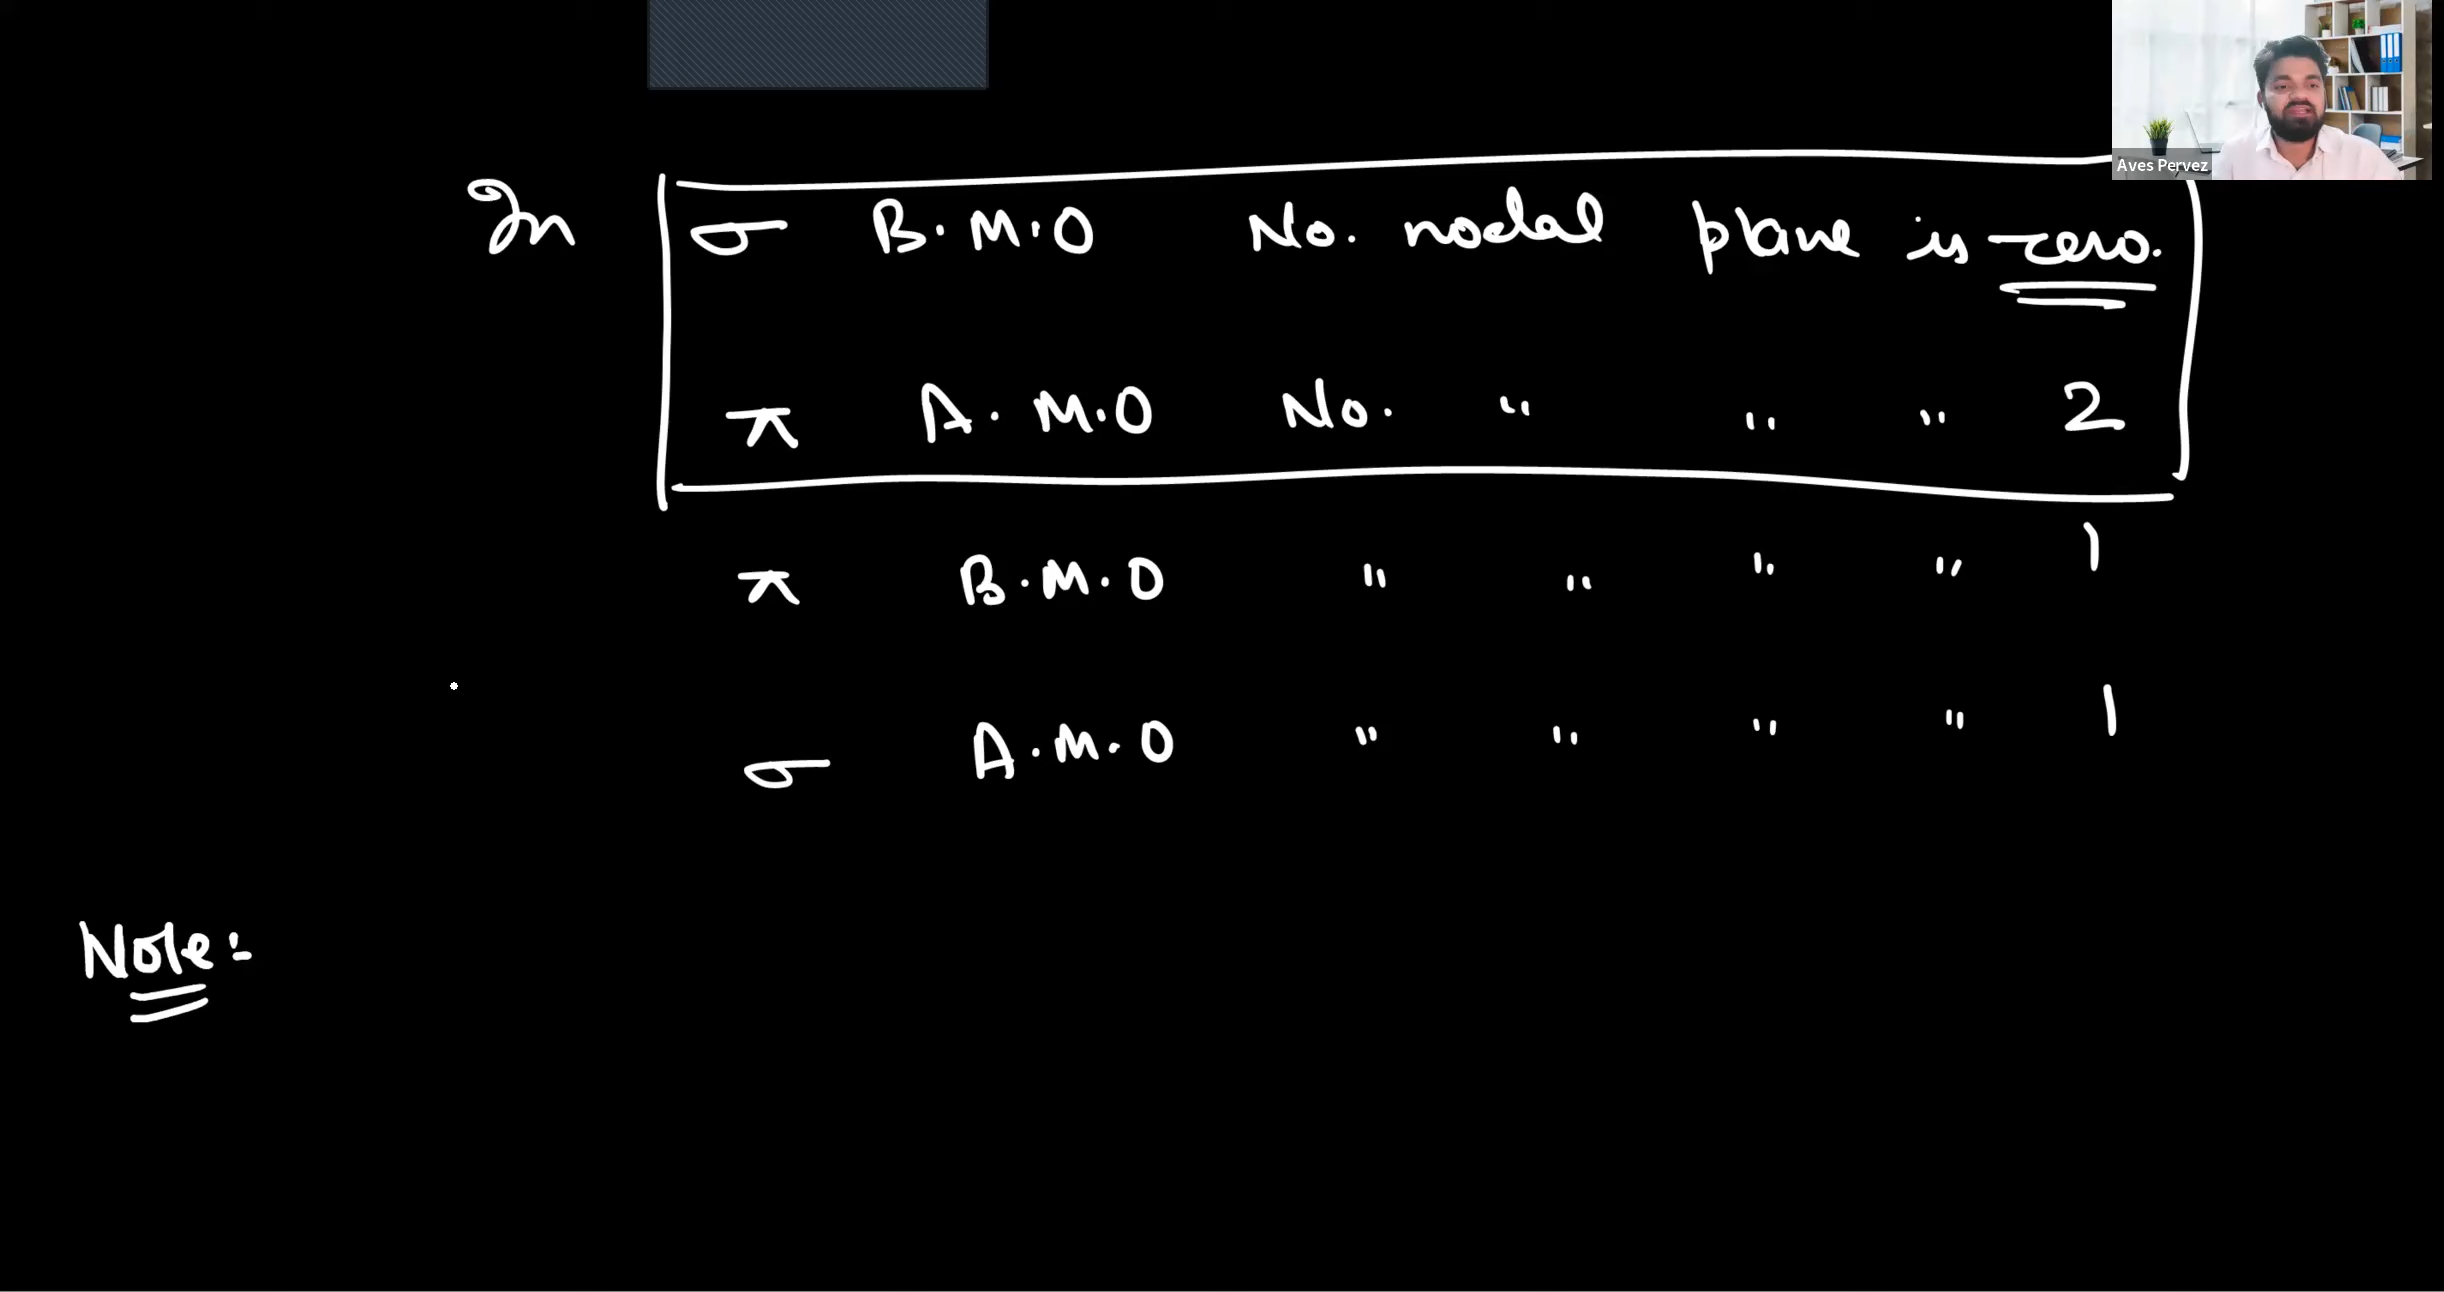 Aves Pervez
In σ B.M.O No. nodal plane is zero.
π A.M.O No. " " " 2
π B.M.O " " " " 1
σ A.M.O " " " " 1
Note:-